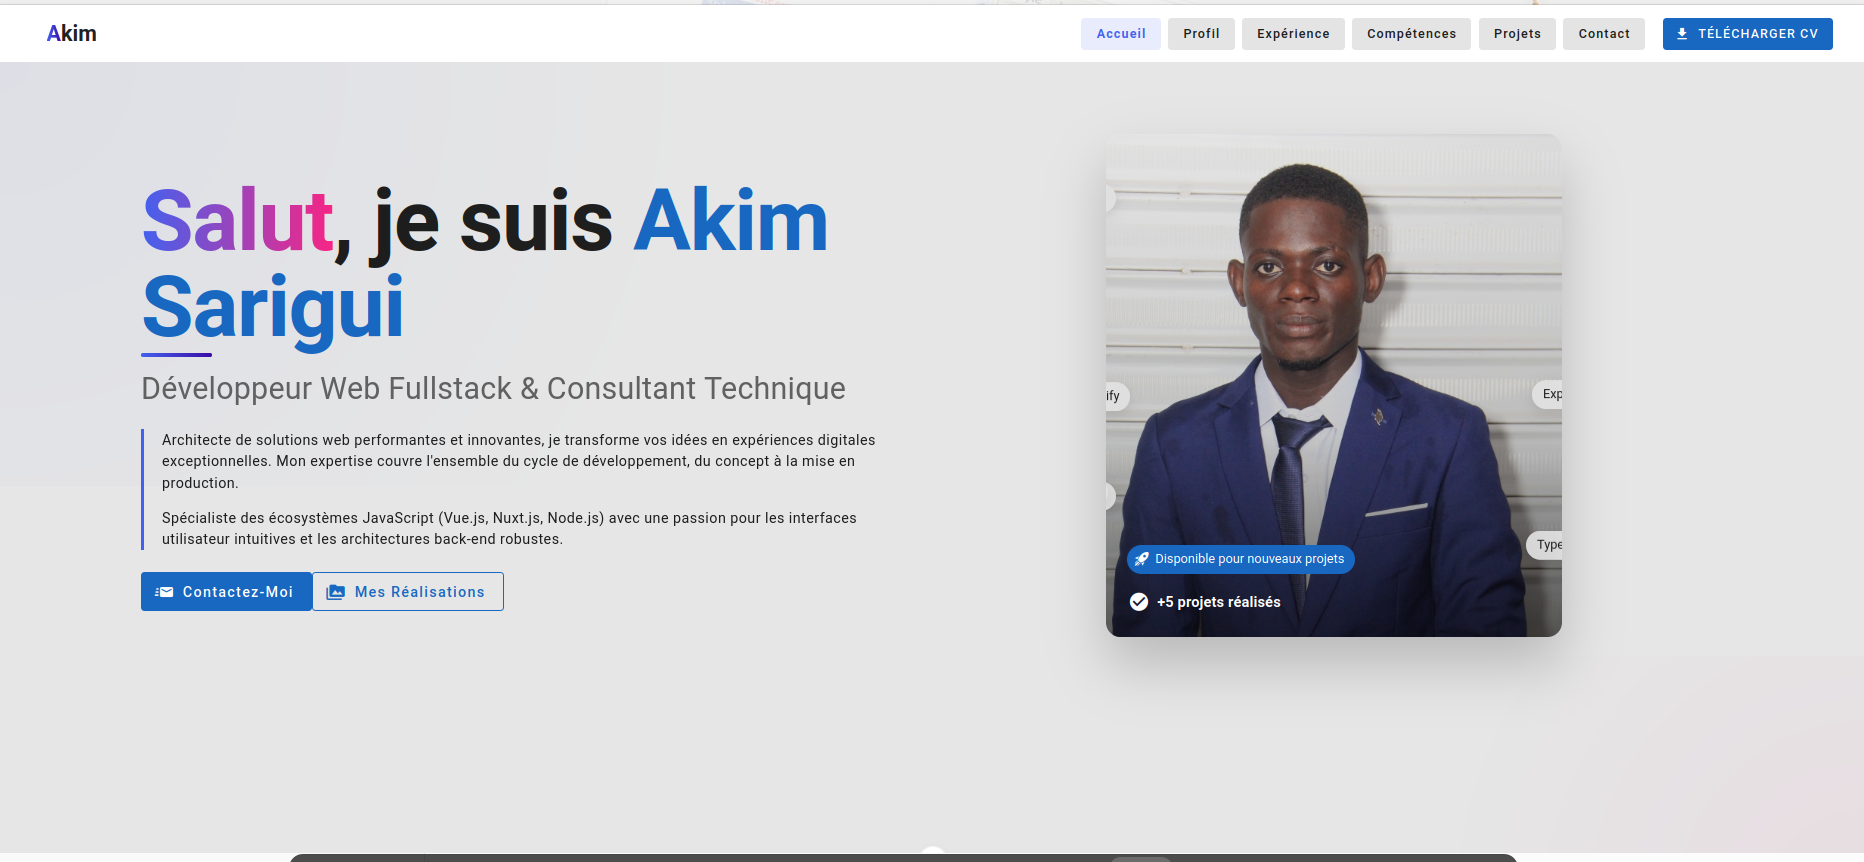 Akim
Accueil
Profil
Expérience
Compétences
Projets
Contact
TÉLÉCHARGER CV
Salut, je suis Akim
Sarigui
Développeur Web Fullstack & Consultant Technique
Architecte de solutions web performantes et innovantes, je transforme vos idées en expériences digitales
exceptionnelles. Mon expertise couvre l'ensemble du cycle de développement, du concept à la mise en
production.
Spécialiste des écosystèmes JavaScript (Vue.js, Nuxt.js, Node.js) avec une passion pour les interfaces
utilisateur intuitives et les architectures back-end robustes.
Contactez-Moi
Mes Réalisations
ify
Exp
Type
Disponible pour nouveaux projets
+5 projets réalisés